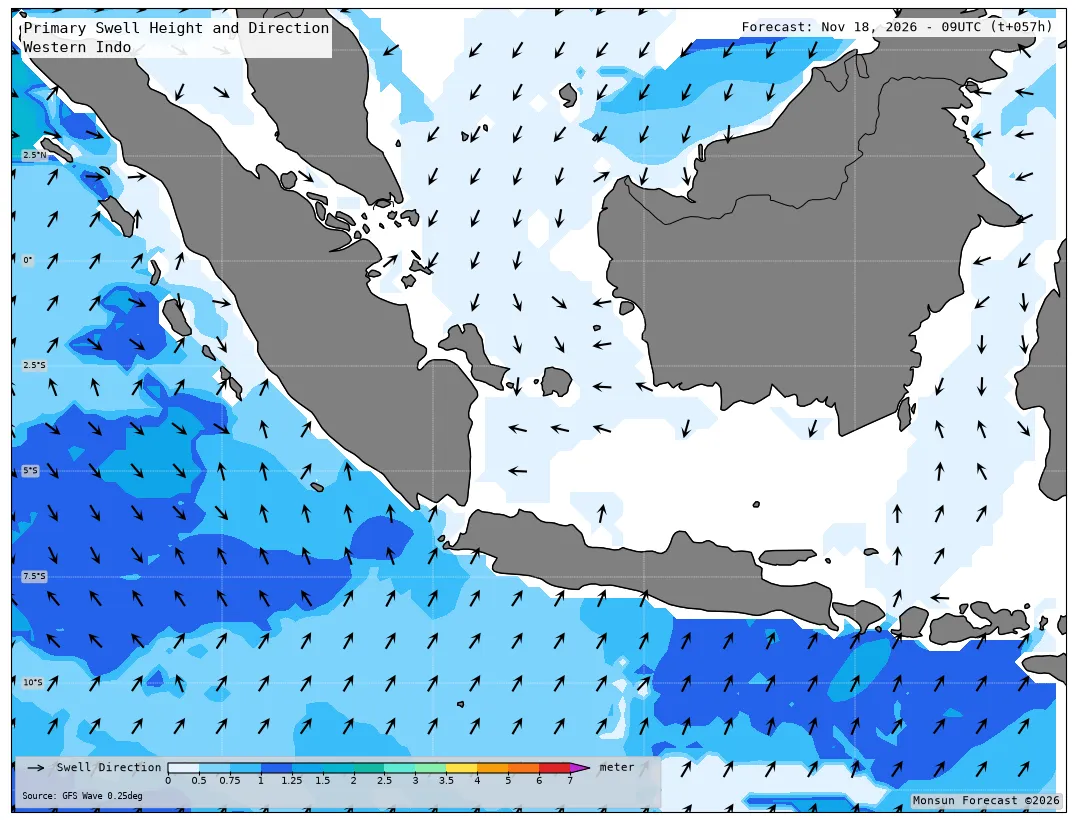 Primary Swell Height and Direction
Western Indo
Forecast: Nov 18, 2026 - 09UTC (t+057h)
2.5°N
0°
2.5°S
5°S
7.5°S
10°S
Swell Direction
0 0.5 0.75 1 1.25 1.5 2 2.5 3 3.5 4 5 6 7
meter
Source: GFS Wave 0.25deg
Monsun Forecast ©2026